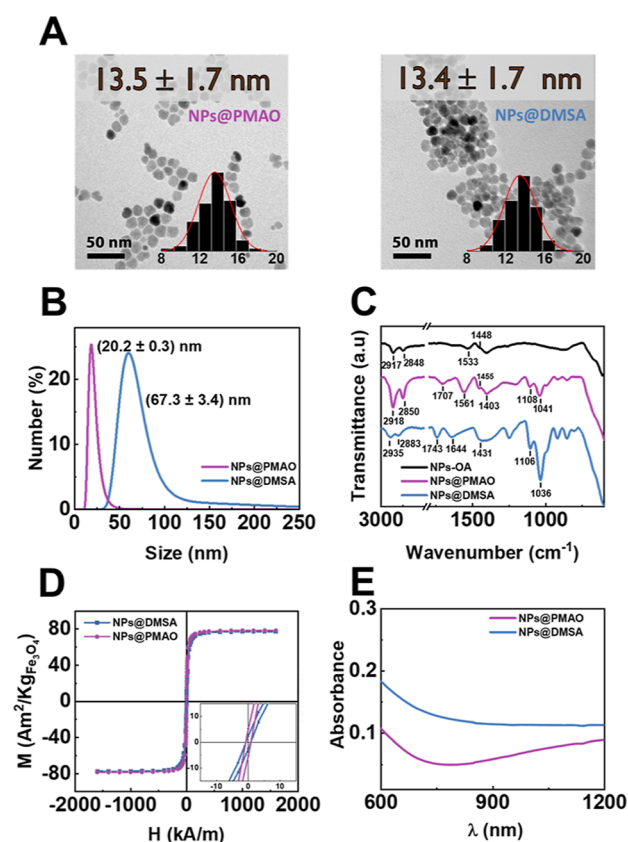 A
13.5 ± 1.7 nm
NPs@PMAO
50 nm
8 12 16 20
13.4 ± 1.7 nm
NPs@DMSA
50 nm
8 12 16 20
B
Number (%)
20
10
0
(20.2 ± 0.3) nm
(67.3 ± 3.4) nm
NPs@PMAO
NPs@DMSA
0 50 100 150 200 250
Size (nm)
C
Transmittance (a.u)
1448
2917 2848
1533
1455
1707 1561 1403 1108 1041
2918 2850
2935 2883 1743 1644 1431 1106
1036
NPs-OA
NPs@PMAO
NPs@DMSA
3000 1500 1000
Wavenumber (cm-1)
D
M (Am2/KgFe3O4)
80
40
0
-40
-80
NPs@DMSA
NPs@PMAO
10
0
-10
-10 0 10
-2000 -1000 0 1000 2000
H (kA/m)
E
Absorbance
0.3
0.2
0.1
NPs@PMAO
NPs@DMSA
600 900 1200
λ (nm)